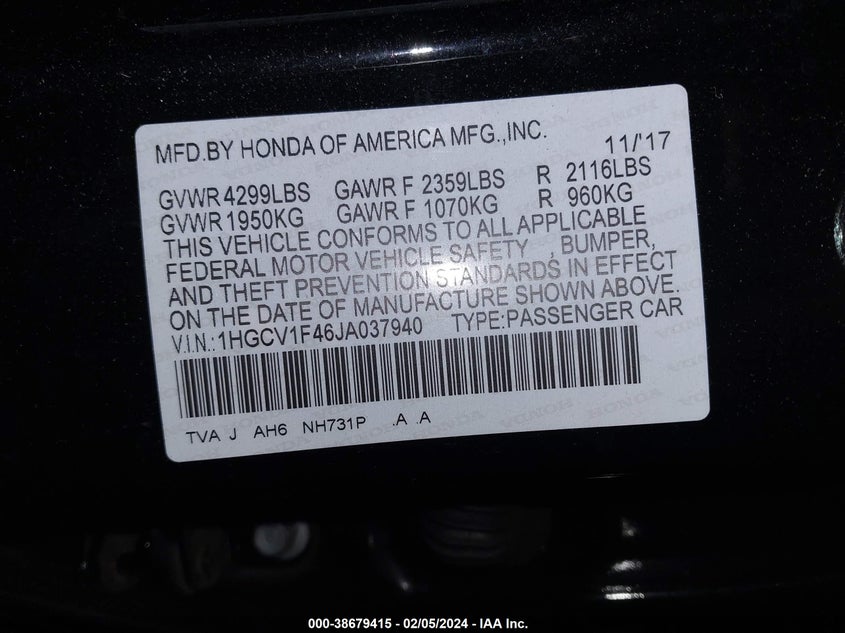 MFD.BY HONDA OF AMERICA MFG.,INC. 11/'17
GVWR 4299LBS GAWR F 2359LBS R 2116LBS
GVWR 1950KG GAWR F 1070KG R 960KG
THIS VEHICLE CONFORMS TO ALL APPLICABLE
FEDERAL MOTOR VEHICLE SAFETY , BUMPER,
AND THEFT PREVENTION STANDARDS IN EFFECT
ON THE DATE OF MANUFACTURE SHOWN ABOVE.
V.I.N.:1HGCV1F46JA037940 TYPE:PASSENGER CAR
TVA J AH6 NH731P .A .A
000-38679415 - 02/05/2024 - IAA Inc.